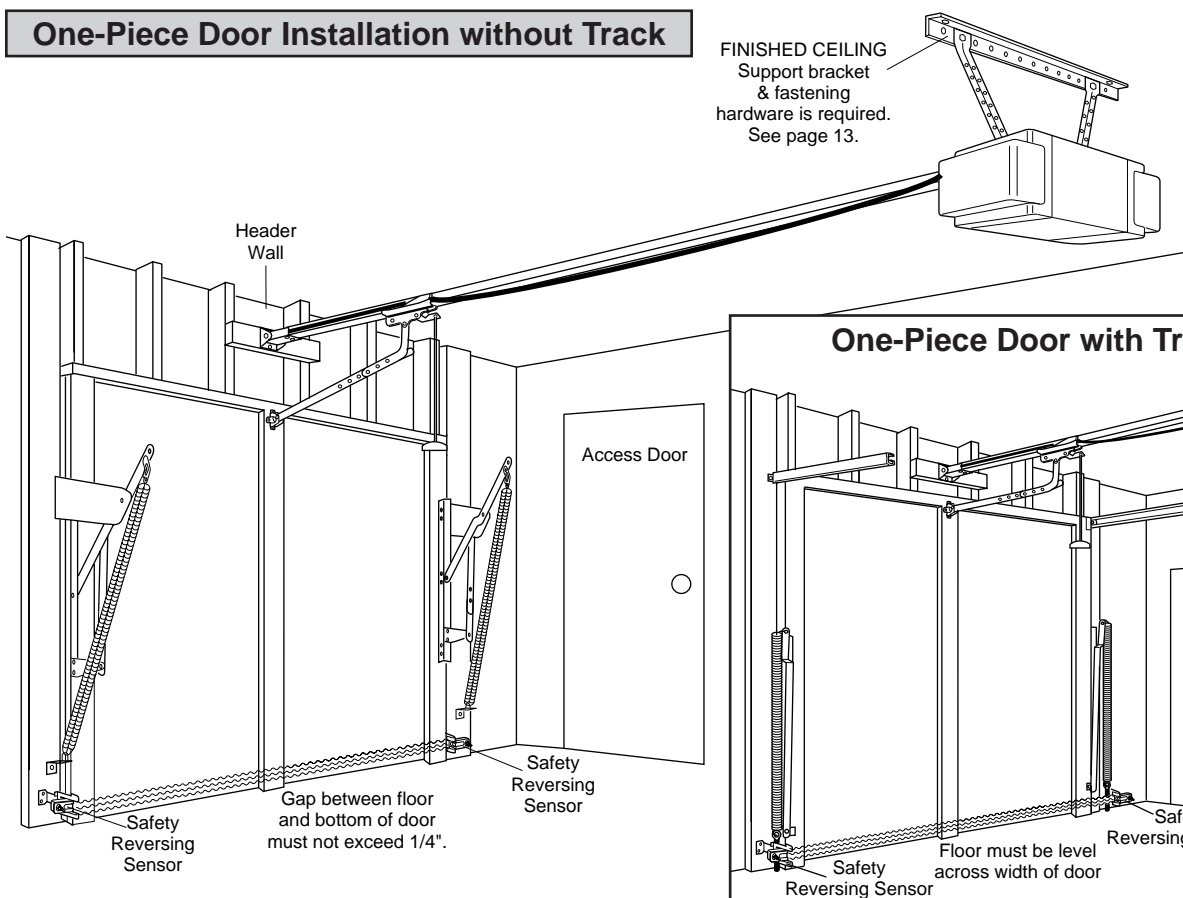 One-Piece Door Installation without Track
FINISHED CEILING
Support bracket
& fastening
hardware is required.
See page 13.
Header
Wall
Access Door
Safety
Reversing
Sensor
Gap between floor
and bottom of door
must not exceed 1/4".
Safety
Reversing
Sensor
One-Piece Door with Tr
Saf
Reversing
Floor must be level
across width of door
Safety
Reversing Sensor